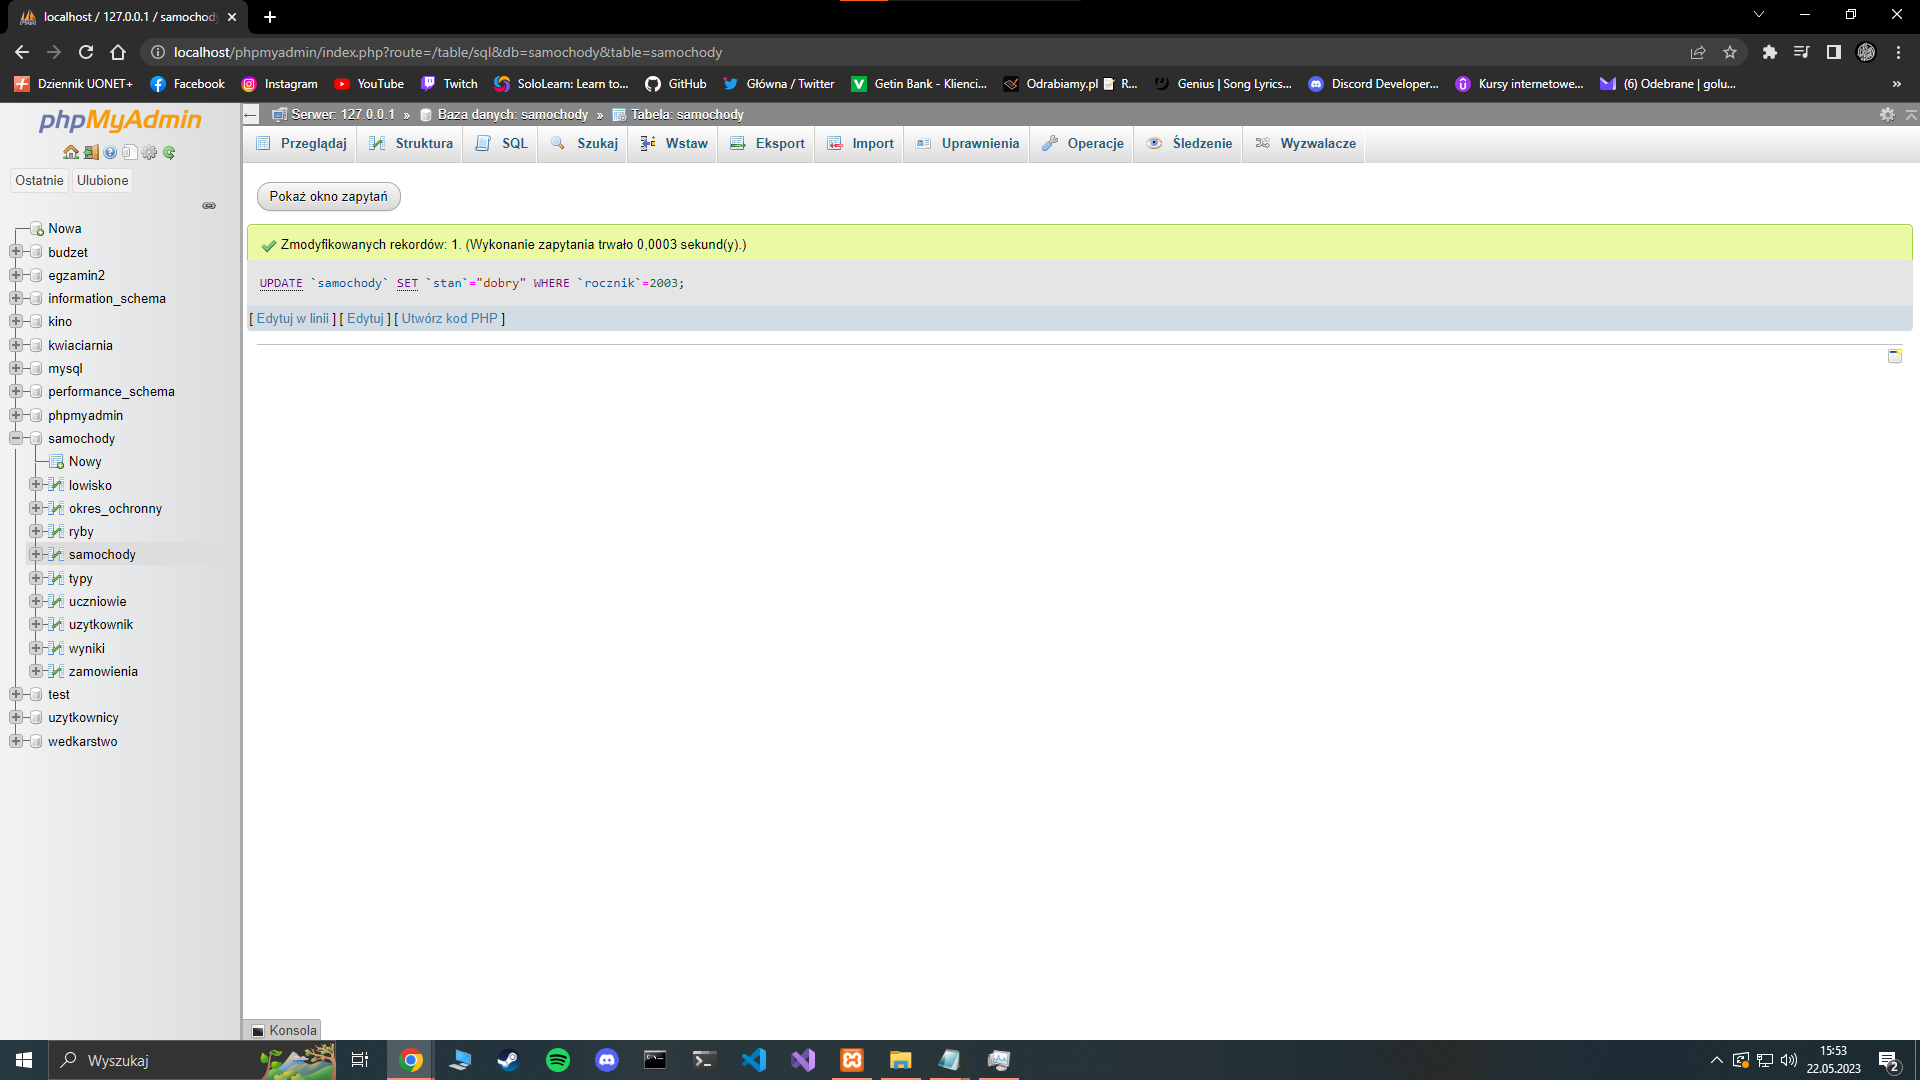 localhost / 127.0.0.1 / samochody
localhost/phpmyadmin/index.php?route=/table/sql&db=samochody&table=samochody
Dziennik UONET+
Facebook
Instagram
YouTube
Twitch
SoloLearn: Learn to...
GitHub
Główna / Twitter
V
Getin Bank - Klienci...
Odrabiamy.pl
R...
Genius | Song Lyrics...
Discord Developer...
Kursy internetowe...
(6) Odebrane | golu...
»
phpMyAdmin
Ostatnie
Ulubione
Nowa
budzet
egzamin2
information_schema
kino
kwiaciarnia
mysql
performance_schema
phpmyadmin
samochody
Nowy
lowisko
okres_ochronny
ryby
samochody
typy
uczniowie
uzytkownik
wyniki
zamowienia
test
uzytkownicy
wedkarstwo
Serwer: 127.0.0.1 » Baza danych: samochody » Tabela: samochody
Przeglądaj
Struktura
SQL
Szukaj
Wstaw
Eksport
Import
Uprawnienia
Operacje
Śledzenie
Wyzwalacze
Pokaż okno zapytań
Zmodyfikowanych rekordów: 1. (Wykonanie zapytania trwało 0,0003 sekund(y).)
UPDATE `samochody` SET `stan`="dobry" WHERE `rocznik`=2003;
[ Edytuj w linii ] [ Edytuj ] [ Utwórz kod PHP ]
Konsola
Wyszukaj
15:53
22.05.2023
2